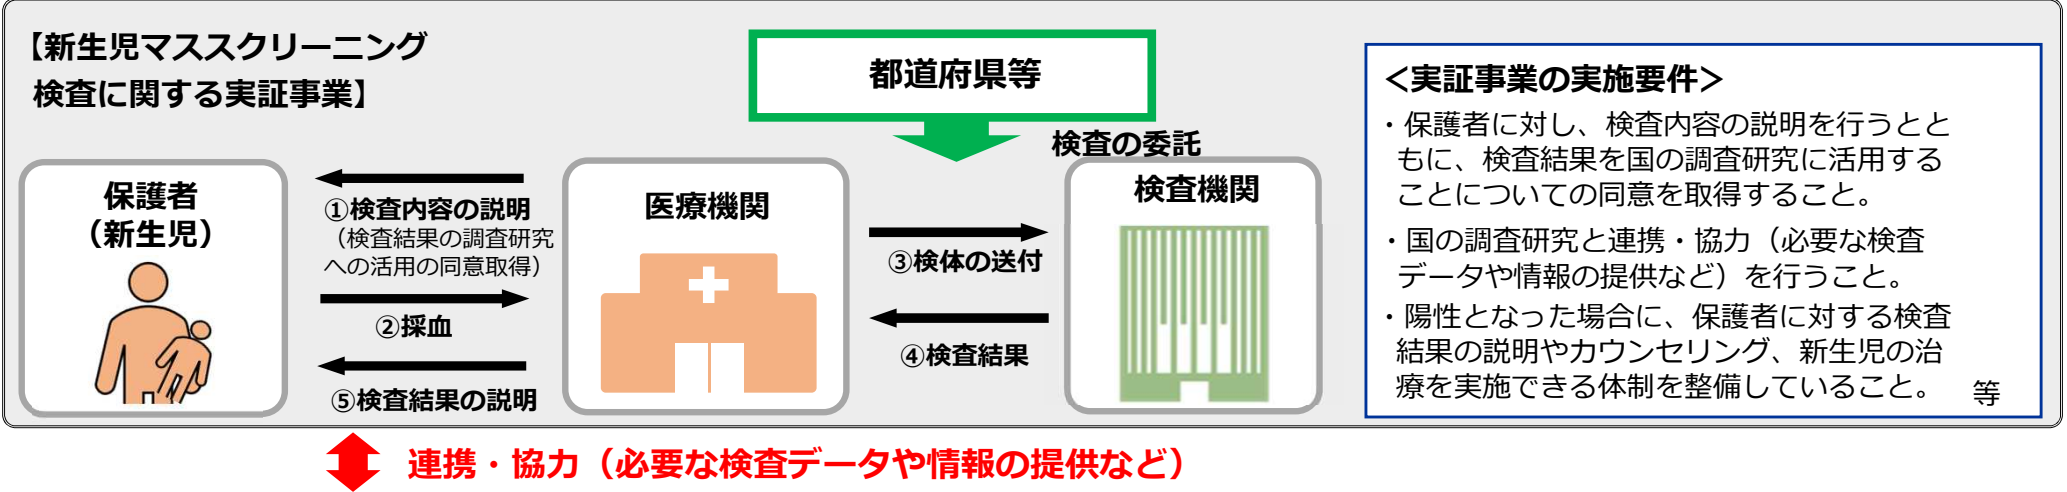 【新生児マススクリーニング
検査に関する実証事業】
都道府県等
検査の委託
保護者
（新生児）
①検査内容の説明
（検査結果の調査研究
への活用の同意取得）
②採血
⑤検査結果の説明
医療機関
③検体の送付
④検査結果
検査機関
＜実証事業の実施要件＞
・保護者に対し、検査内容の説明を行うとと
もに、検査結果を国の調査研究に活用する
ことについての同意を取得すること。
・国の調査研究と連携・協力（必要な検査
データや情報の提供など）を行うこと。
・陽性となった場合に、保護者に対する検査
結果の説明やカウンセリング、新生児の治
療を実施できる体制を整備していること。 等
連携・協力（必要な検査データや情報の提供など）